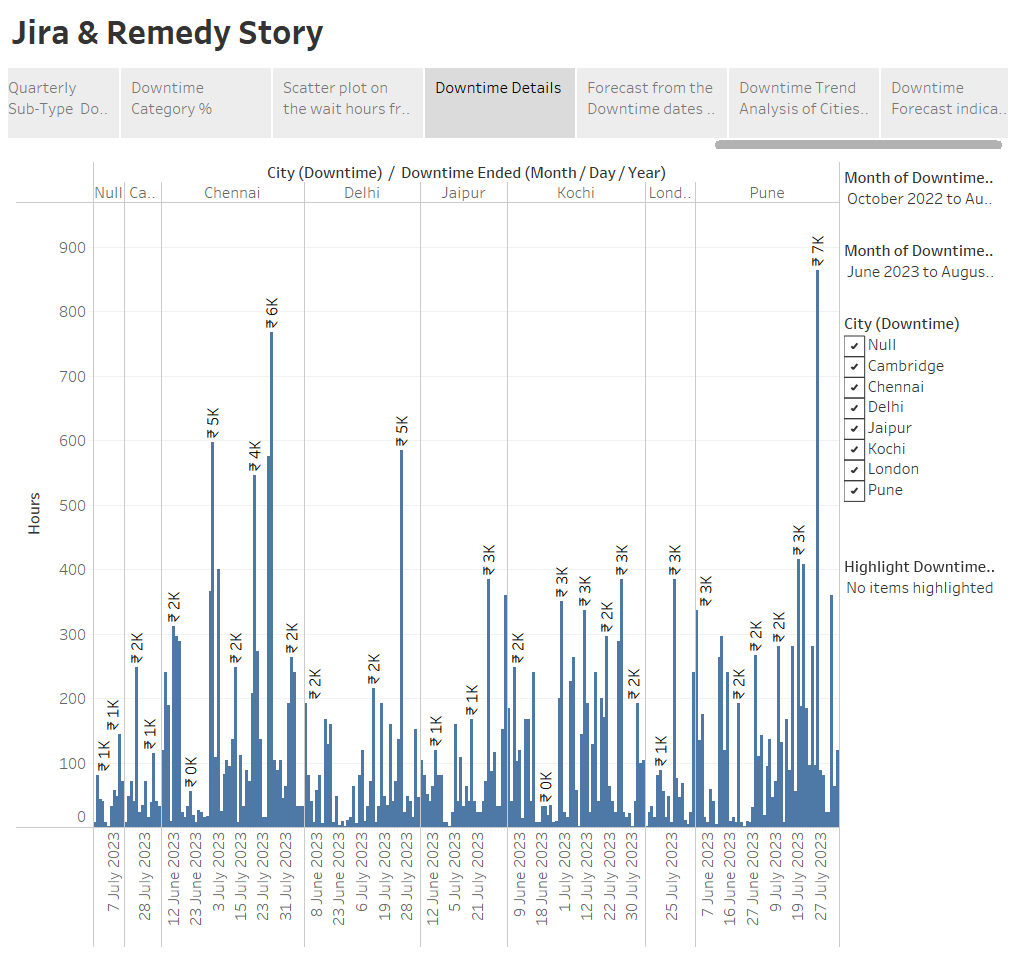 Jira & Remedy Story
Quarterly
Sub-Type Do..
Downtime
Category %
Scatter plot on
the wait hours fr..
Downtime Details
Forecast from the
Downtime dates ..
Downtime Trend
Analysis of Cities..
Downtime
Forecast indica..
City (Downtime) / Downtime Ended (Month / Day / Year)
Null
Ca..
Chennai
Delhi
Jaipur
Kochi
Lond..
Pune
Hours
900
800
700
600
500
400
300
200
100
0
₹ 1K
₹ 1K
₹ 2K
₹ 1K
₹ 2K
₹ 0K
₹ 5K
₹ 2K
₹ 4K
₹ 6K
₹ 2K
₹ 2K
₹ 2K
₹ 5K
₹ 1K
₹ 1K
₹ 3K
₹ 2K
₹ 0K
₹ 3K
₹ 3K
₹ 2K
₹ 3K
₹ 2K
₹ 1K
₹ 3K
₹ 3K
₹ 2K
₹ 2K
₹ 2K
₹ 3K
₹ 7K
7 July 2023
28 July 2023
12 June 2023
23 June 2023
3 July 2023
15 July 2023
23 July 2023
31 July 2023
8 June 2023
23 June 2023
6 July 2023
19 July 2023
28 July 2023
12 June 2023
5 July 2023
21 July 2023
9 June 2023
18 June 2023
1 July 2023
12 July 2023
22 July 2023
30 July 2023
25 July 2023
7 June 2023
16 June 2023
27 June 2023
9 July 2023
19 July 2023
27 July 2023
Month of Downtime..
October 2022 to Au..
Month of Downtime..
June 2023 to Augus..
City (Downtime)
Null
Cambridge
Chennai
Delhi
Jaipur
Kochi
London
Pune
Highlight Downtime..
No items highlighted